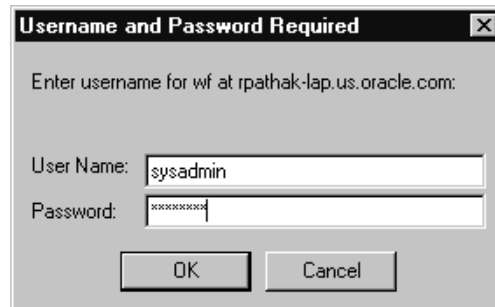 Username and Password Required
Enter username for wf at rpathak-lap.us.oracle.com:
User Name: sysadmin
Password: ********
OK Cancel